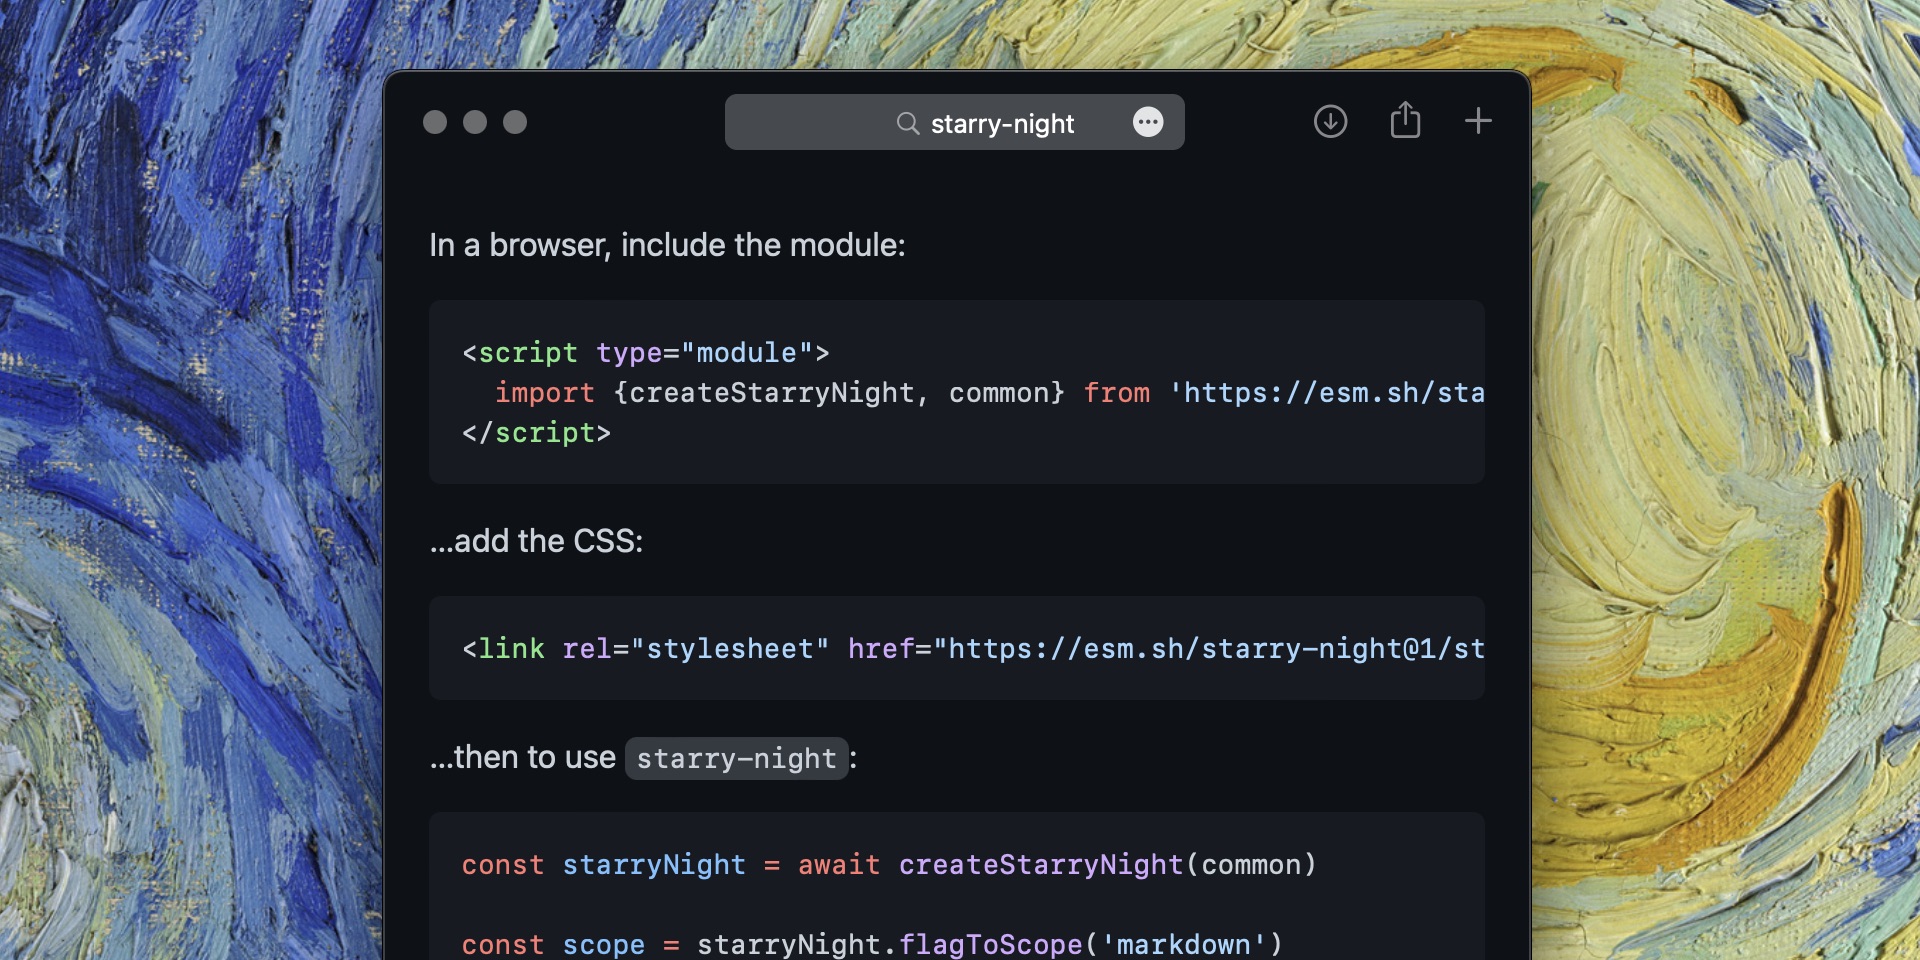 starry-night
In a browser, include the module:
<script type="module">
  import {createStarryNight, common} from 'https://esm.sh/sta
</script>
...add the CSS:
<link rel="stylesheet" href="https://esm.sh/starry-night@1/st
...then to use starry-night:
const starryNight = await createStarryNight(common)
const scope = starryNight.flagToScope('markdown')